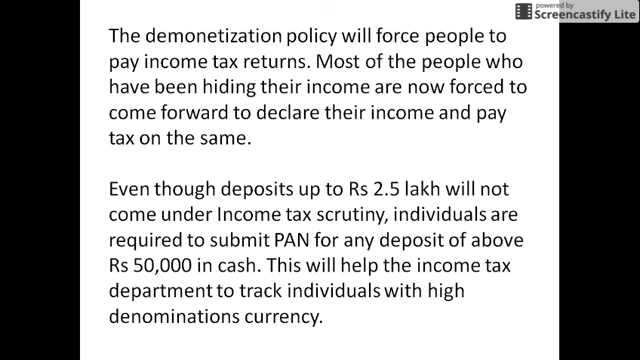 powered by
Screencastify Lite
The demonetization policy will force people to
pay income tax returns. Most of the people who
have been hiding their income are now forced to
come forward to declare their income and pay
tax on the same.
Even though deposits up to Rs 2.5 lakh will not
come under Income tax scrutiny, individuals are
required to submit PAN for any deposit of above
Rs 50,000 in cash. This will help the income tax
department to track individuals with high
denominations currency.